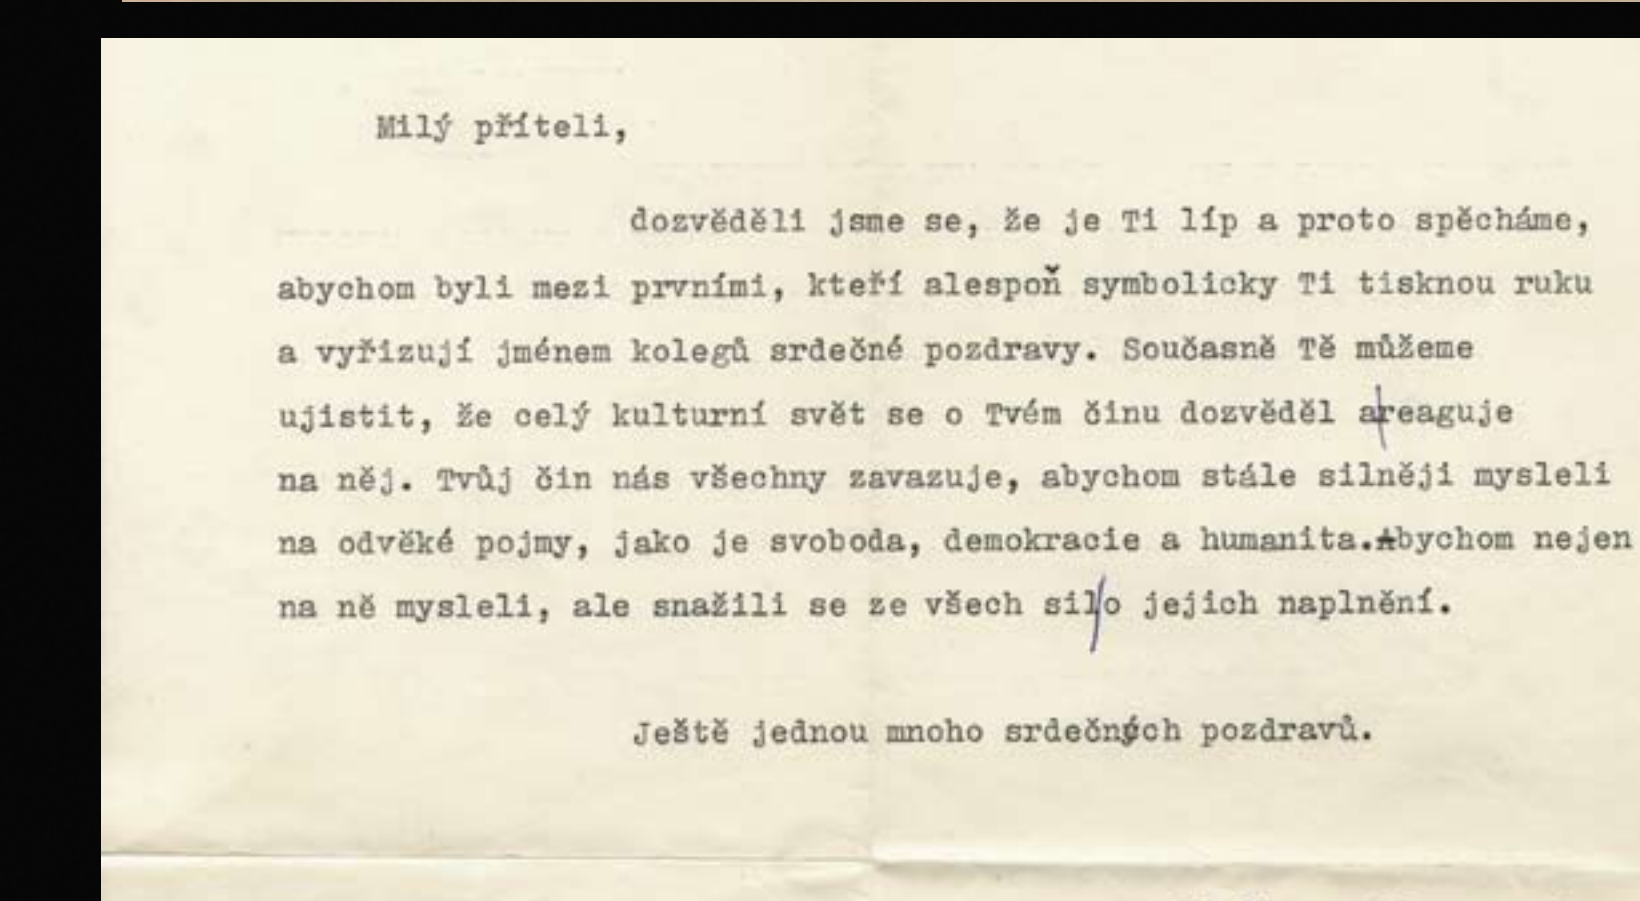 Milý příteli,
dozvěděli jsme se, že je Ti líp a proto spěcháme,
abychom byli mezi prvními, kteří alespoň symbolicky Ti tisknou ruku
a vyřizují jménem kolegů srdečné pozdravy. Současně Tě můžeme
ujistit, že celý kulturní svět se o Tvém činu dozvěděl a reaguje
na něj. Tvůj čin nás všechny zavazuje, abychom stále silněji mysleli
na odvěké pojmy, jako je svoboda, demokracie a humanita.Abychom nejen
na ně mysleli, ale snažili se ze všech sil o jejich naplnění.
Ještě jednou mnoho srdečných pozdravů.